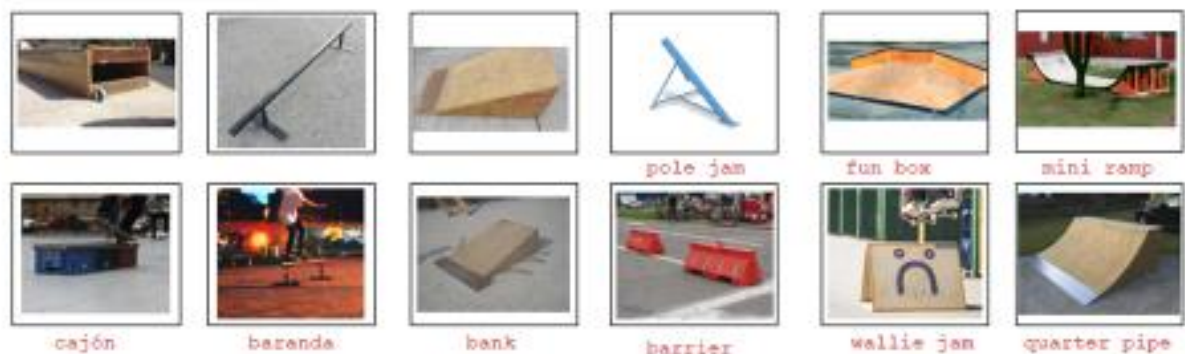 pole jam
fun box
mini ramp
cajón
baranda
bank
barrier
wallie jam
quarter pipe